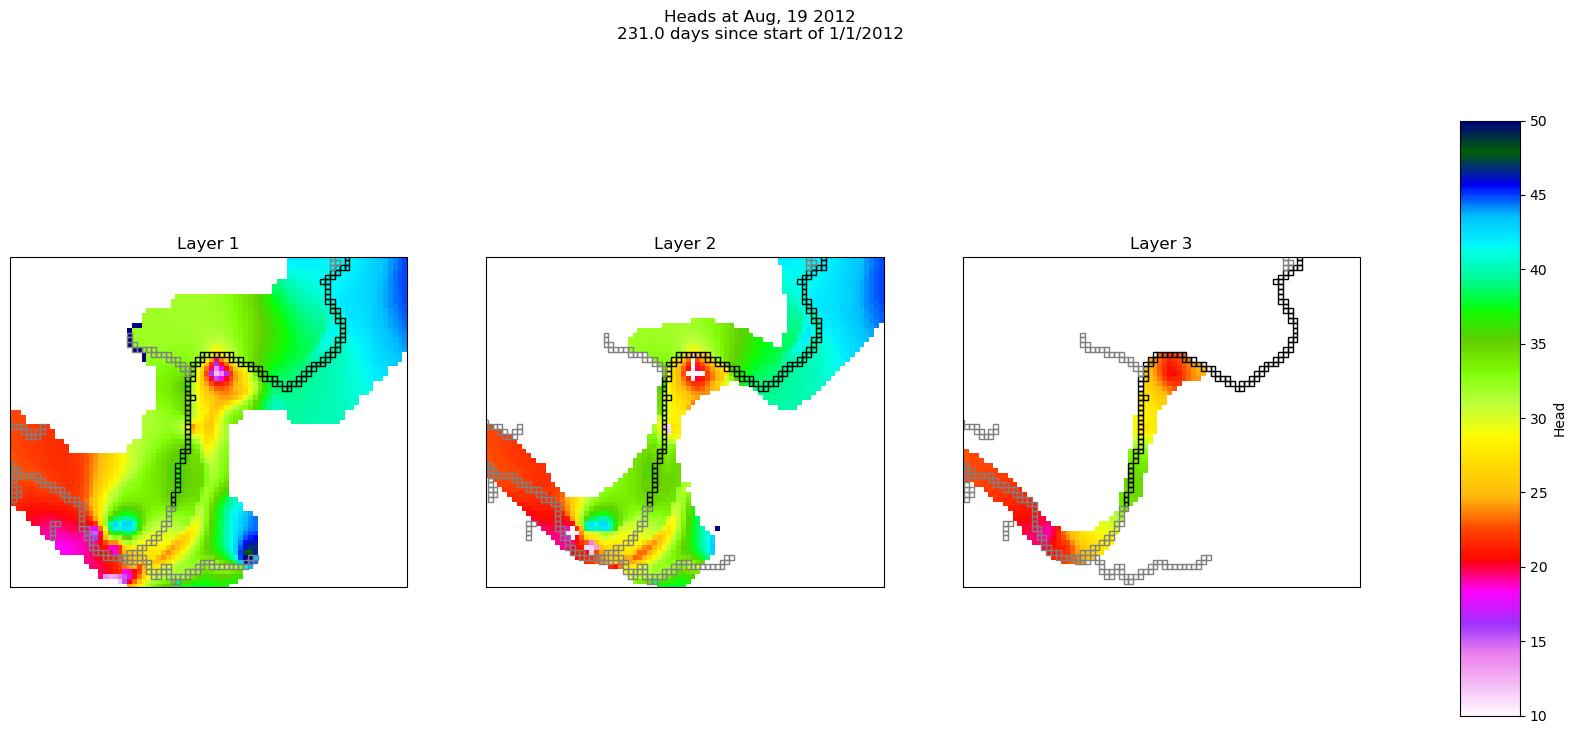 Heads at Aug, 19 2012
231.0 days since start of 1/1/2012
Layer 1
Layer 2
Layer 3
50
45
40
35
30
25
20
15
10
Head